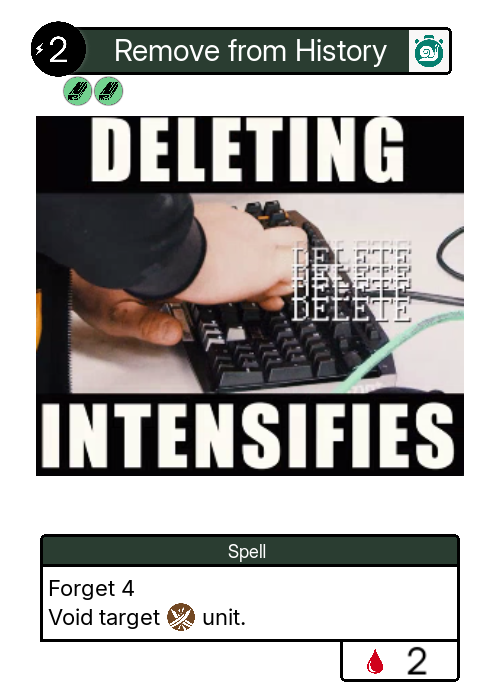 2 Remove from History
DELETING
DELETE
DELETE
DELETE
DELETE
INTENSIFIES
Spell
Forget 4
Void target unit.
2